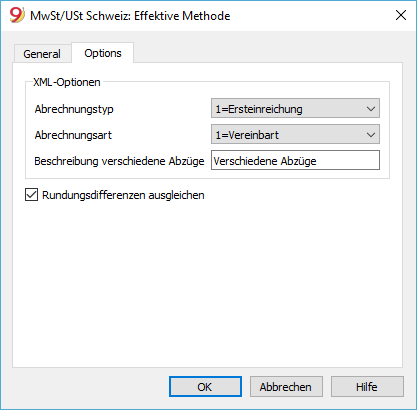 9 MwSt/USt Schweiz: Effektive Methode
General Options
XML-Optionen
Abrechnungstyp 1=Ersteinreichung
Abrechnungsart 1=Vereinbart
Beschreibung verschiedene Abzüge Verschiedene Abzüge
Rundungsdifferenzen ausgleichen
OK Abbrechen Hilfe